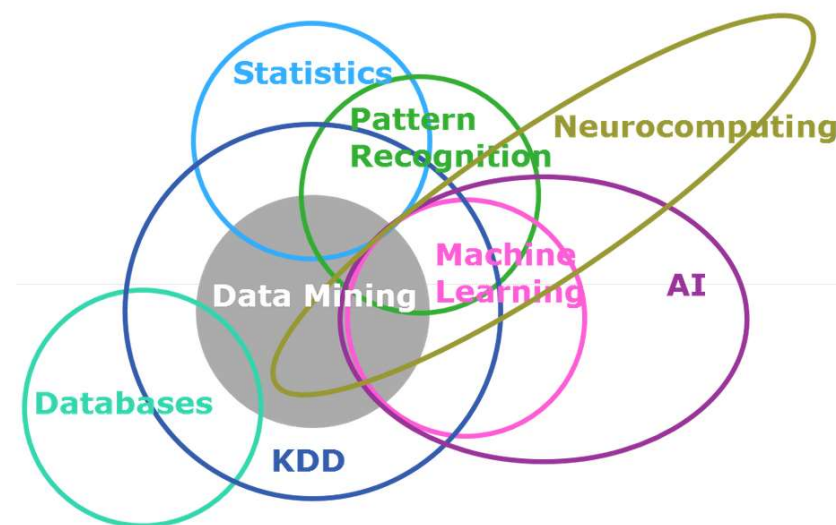 Statistics
Pattern
Recognition
Neurocomputing
Machine
Learning
AI
Data Mining
Databases
KDD